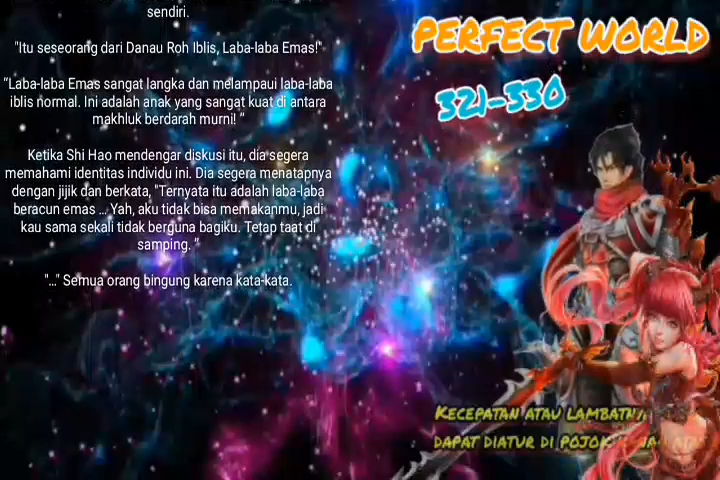 sendiri.
"Itu seseorang dari Danau Roh Iblis, Laba-laba Emas!"
“Laba-laba Emas sangat langka dan melampaui laba-laba
iblis normal. Ini adalah anak yang sangat kuat di antara
makhluk berdarah murni! ”
Ketika Shi Hao mendengar diskusi itu, dia segera
memahami identitas individu ini. Dia segera menatapnya
dengan jijik dan berkata, "Ternyata itu adalah laba-laba
beracun emas ... Yah, aku tidak bisa memakanmu, jadi
kau sama sekali tidak berguna bagiku. Tetap taat di
samping. ”
"..." Semua orang bingung karena kata-kata.
PERFECT WORLD
321-330
KECEPATAN ATAU
DAPAT DIATUR DI